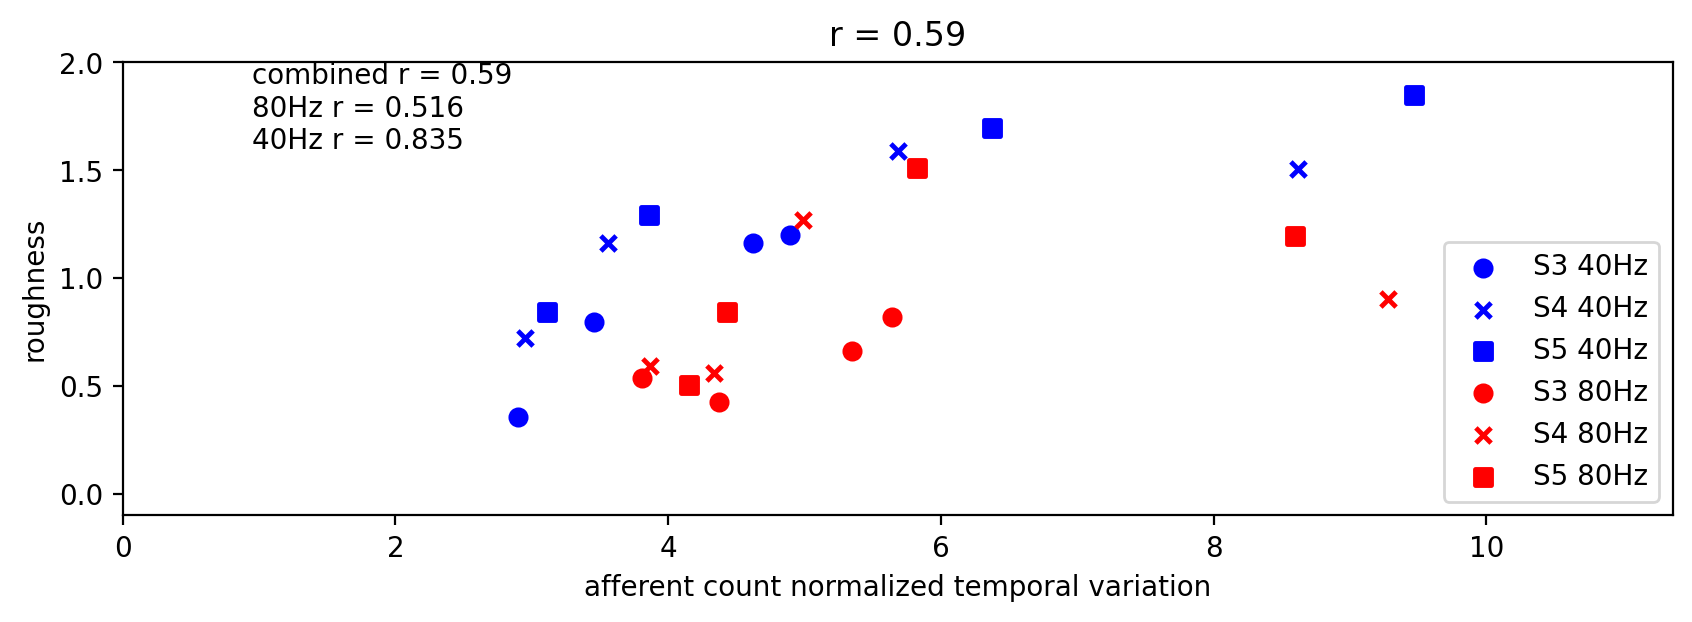 r = 0.59
combined r = 0.59
80Hz r = 0.516
40Hz r = 0.835
2.0
1.5
1.0
0.5
0.0
roughness
S3 40Hz
S4 40Hz
S5 40Hz
S3 80Hz
S4 80Hz
S5 80Hz
0 2 4 6 8 10
afferent count normalized temporal variation